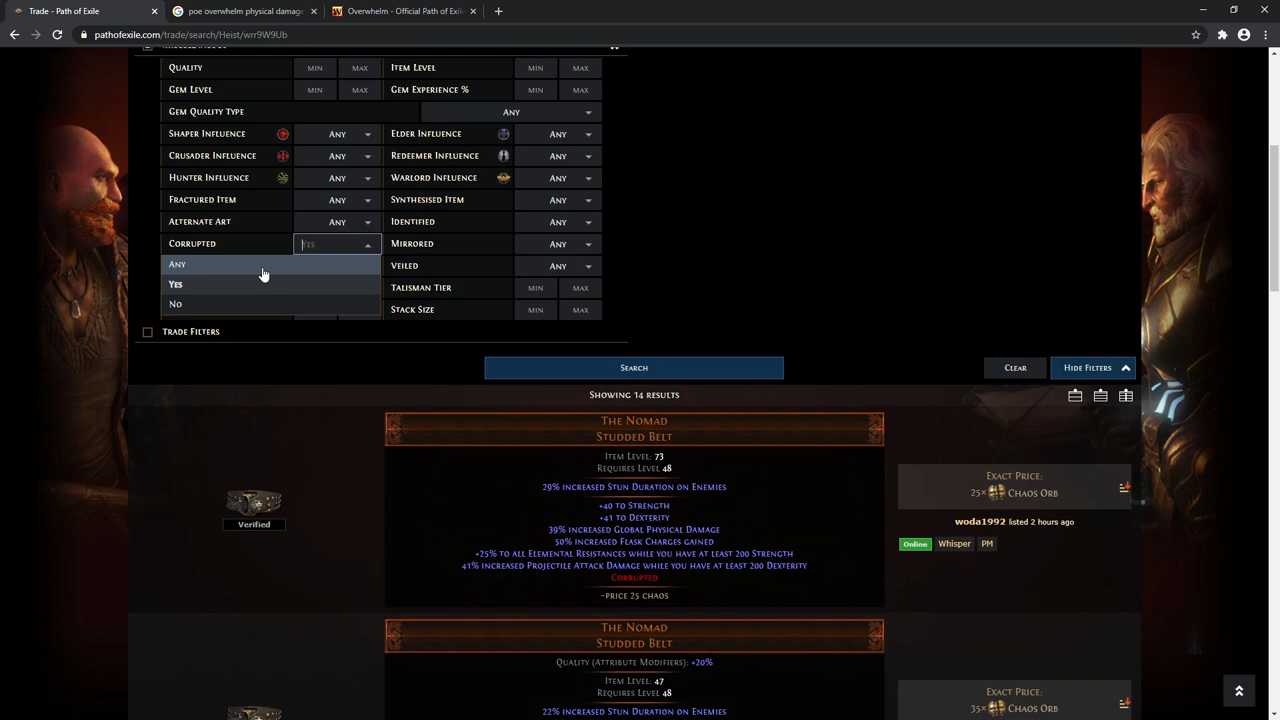 Trade - Path of Exile
poe overwhelm physical damage
Overwhelm - Official Path of Exile
pathofexile.com/trade/search/Heist/wrr9W9Ub
Quality MIN MAX Item Level MIN MAX
Gem Level MIN MAX Gem Experience % MIN MAX
Gem Quality Type Any
Shaper Influence Any Elder Influence Any
Crusader Influence Any Redeemer Influence Any
Hunter Influence Any Warlord Influence Any
Fractured Item Any Synthesised Item Any
Alternate Art Any Identified Any
Corrupted Yes Mirrored Any
Any Veiled Any
Yes Talisman Tier MIN MAX
No Stack Size MIN MAX
Trade Filters
Search Clear Hide Filters
Showing 14 results
The Nomad
Studded Belt
Item Level: 73
Requires Level 48
29% increased Stun Duration on Enemies
+40 to Strength
+41 to Dexterity
39% increased Global Physical Damage
50% increased Flask Charges gained
+25% to all Elemental Resistances while you have at least 200 Strength
41% increased Projectile Attack Damage while you have at least 200 Dexterity
Corrupted
~price 25 chaos
Verified
Exact Price:
25× Chaos Orb
woda1992 listed 2 hours ago
Online Whisper PM
The Nomad
Studded Belt
Quality (Attribute Modifiers): +20%
Item Level: 47
Requires Level 48
22% increased Stun Duration on Enemies
Exact Price:
35× Chaos Orb